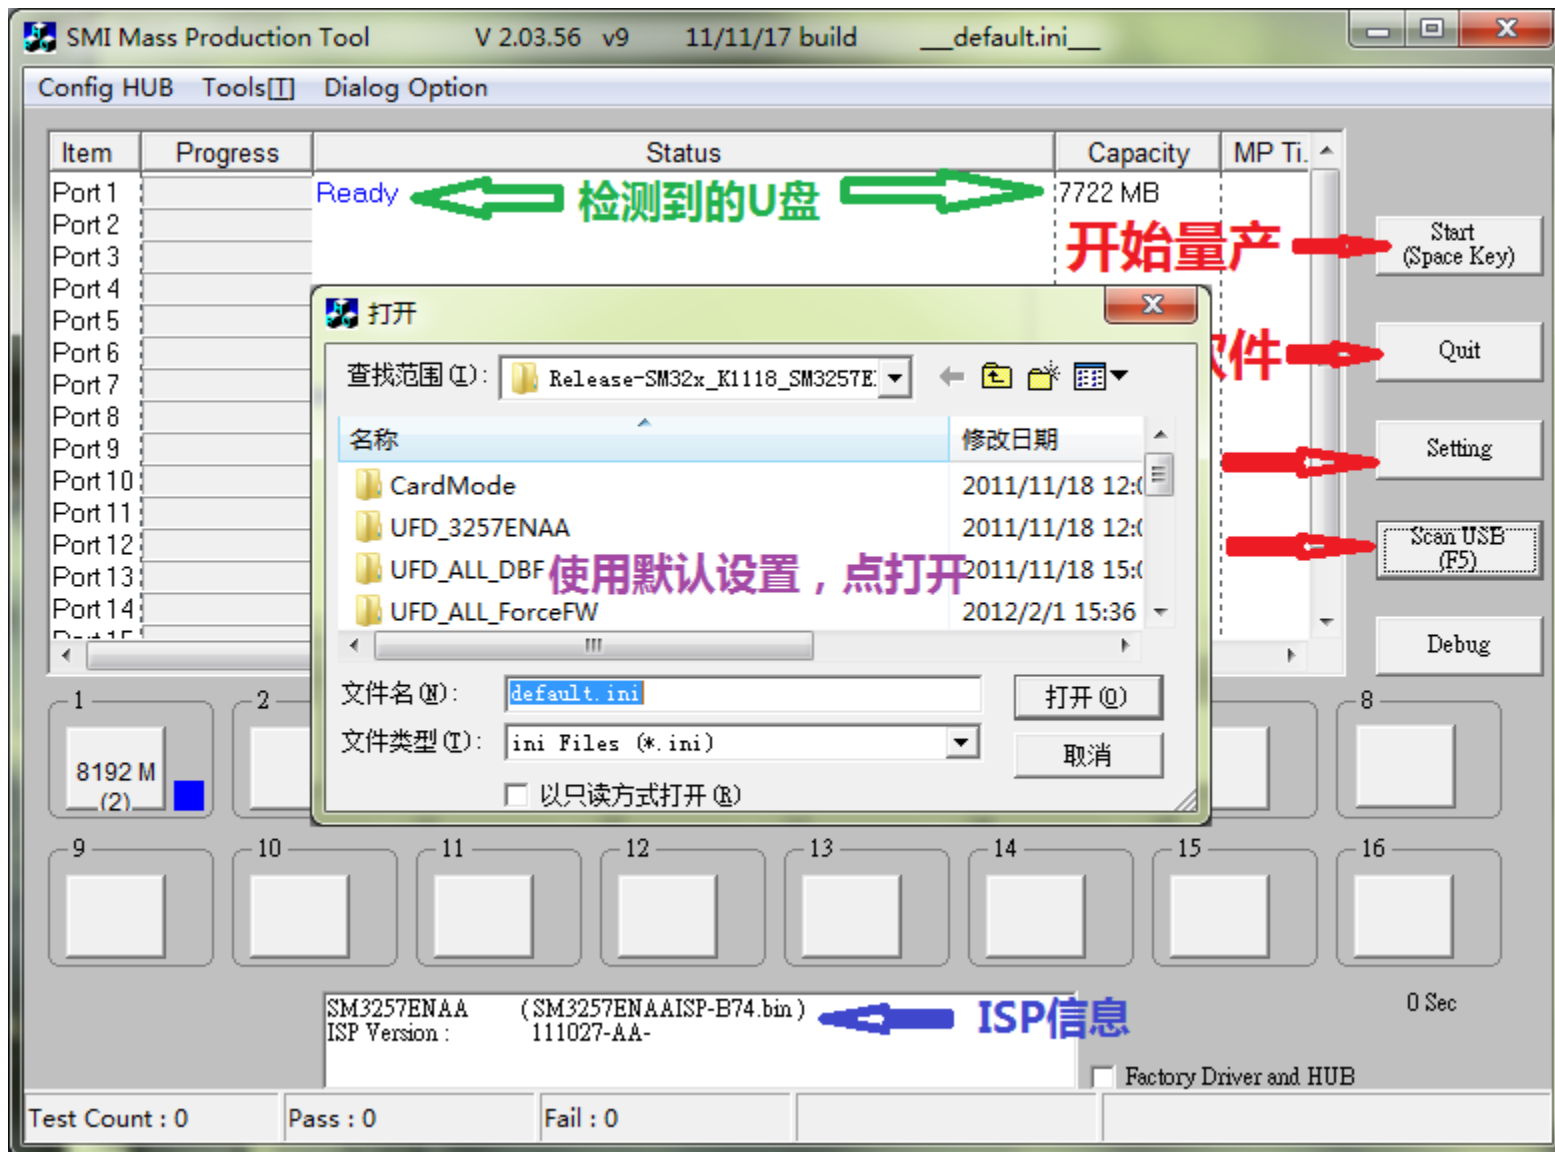 SMI Mass Production Tool V 2.03.56 v9 11/11/17 build __default.ini__
Config HUB Tools[T] Dialog Option
Item Progress Status Capacity MP Ti.
Port 1 Ready 检测到的U盘 7722 MB
Port 2
Port 3
Port 4
Port 5
Port 6
Port 7
Port 8
Port 9
Port 10
Port 11
Port 12
Port 13
Port 14
开始量产
件
Start
(Space Key)
Quit
Setting
Scan USB
(F5)
Debug
打开
查找范围(I): Release-SM32x_K1118_SM3257E
名称 修改日期
CardMode 2011/11/18 12:0
UFD_3257ENAA 2011/11/18 12:0
UFD_ALL_DBF 2011/11/18 15:0
使用默认设置，点打开
UFD_ALL_ForceFW 2012/2/1 15:36
文件名(N): default.ini 打开(O)
文件类型(T): ini Files (*.ini) 取消
以只读方式打开(R)
1 2 8
8192 M
(2)
9 10 11 12 13 14 15 16
SM3257ENAA (SM3257ENAAISP-B74.bin) ISP信息
ISP Version : 111027-AA-
0 Sec
Factory Driver and HUB
Test Count : 0 Pass : 0 Fail : 0